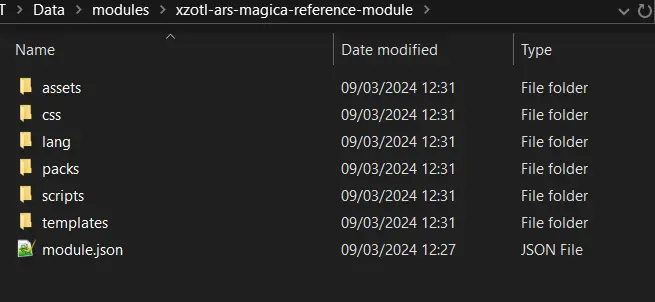 T > Data > modules > xzotl-ars-magica-reference-module >
Name Date modified Type
assets 09/03/2024 12:31 File folder
css 09/03/2024 12:31 File folder
lang 09/03/2024 12:31 File folder
packs 09/03/2024 12:31 File folder
scripts 09/03/2024 12:31 File folder
templates 09/03/2024 12:31 File folder
module.json 09/03/2024 12:27 JSON File